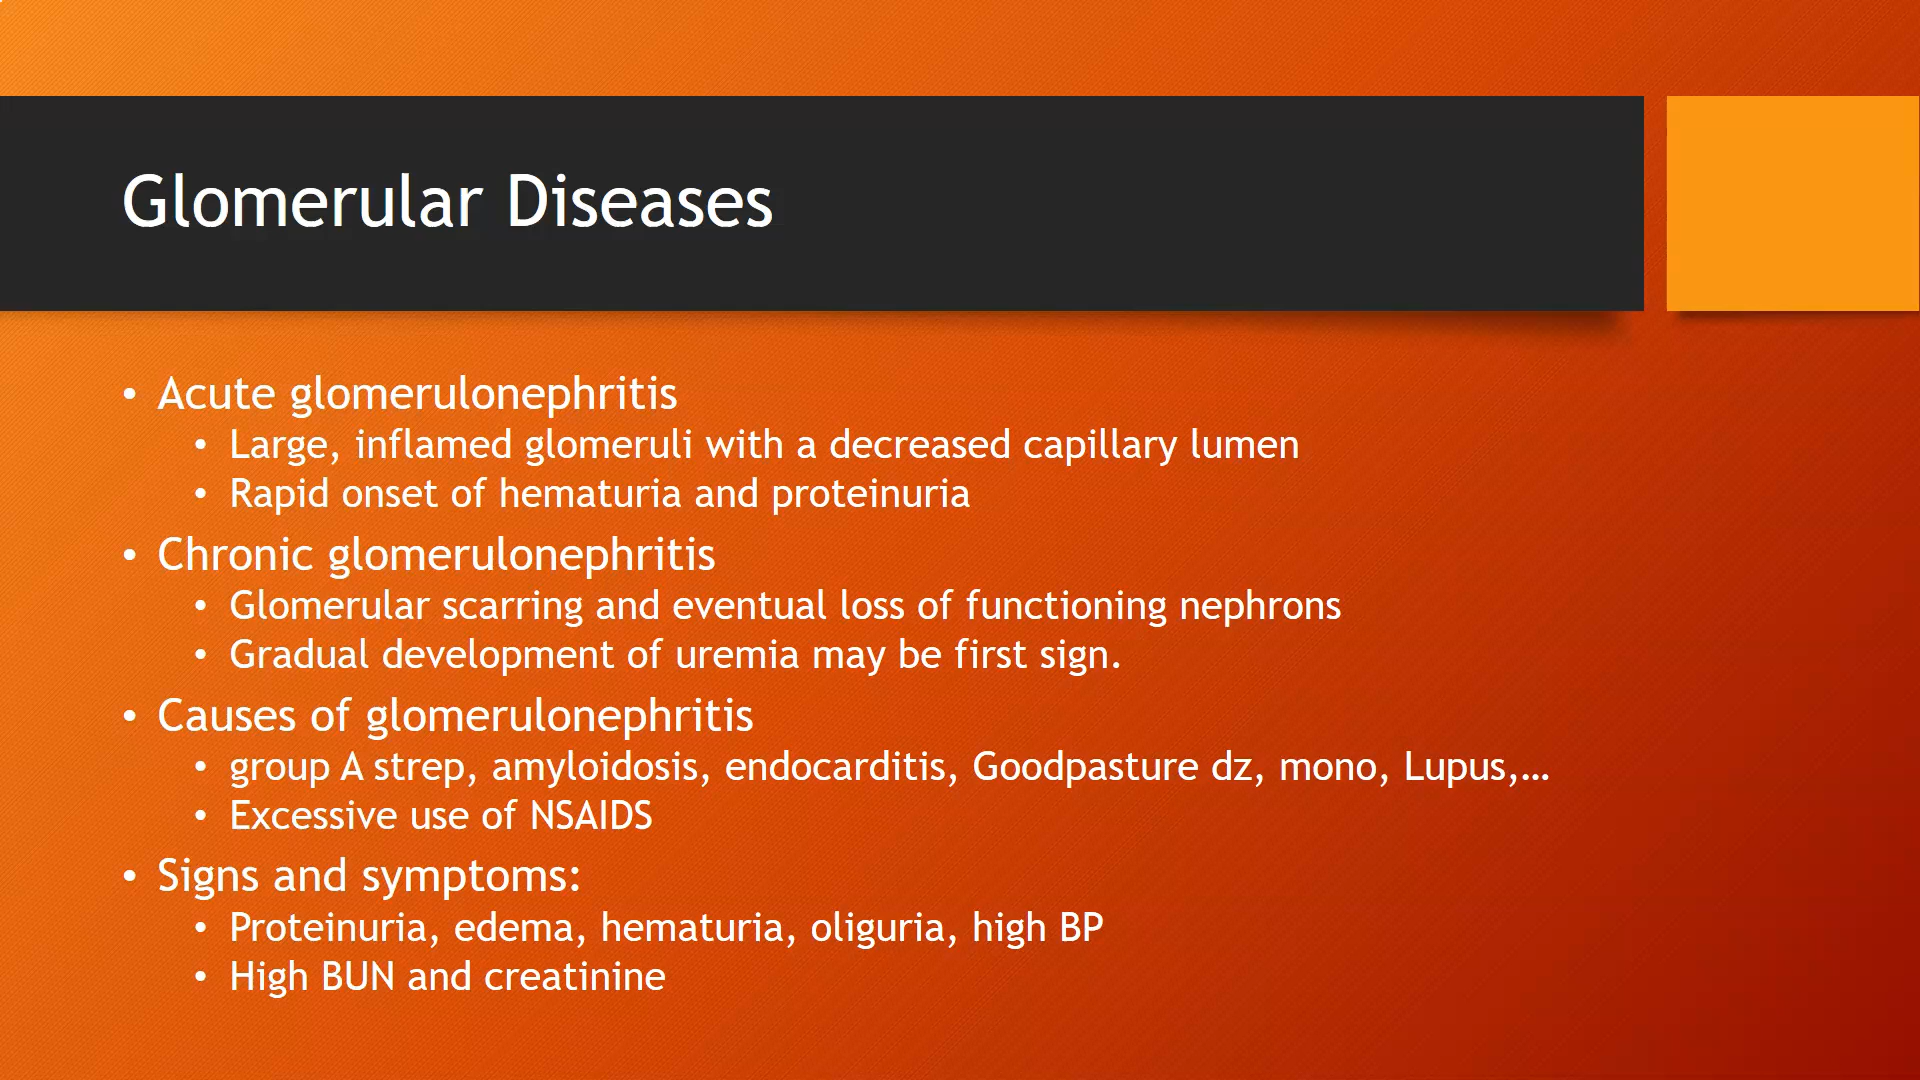 Glomerular Diseases
• Acute glomerulonephritis
• Large, inflamed glomeruli with a decreased capillary lumen
• Rapid onset of hematuria and proteinuria
• Chronic glomerulonephritis
• Glomerular scarring and eventual loss of functioning nephrons
• Gradual development of uremia may be first sign.
• Causes of glomerulonephritis
• group A strep, amyloidosis, endocarditis, Goodpasture dz, mono, Lupus,…
• Excessive use of NSAIDS
• Signs and symptoms:
• Proteinuria, edema, hematuria, oliguria, high BP
• High BUN and creatinine